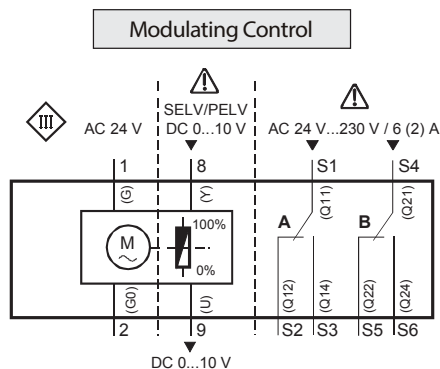 Modulating Control
III
AC 24 V
SELV/PELV
DC 0...10 V
AC 24 V...230 V / 6 (2) A
1
8
S1
S4
(G)
(Y)
(Q11)
(Q21)
100%
A
B
M
0%
(G0)
(U)
(Q12)
(Q14)
(Q22)
(Q24)
2
9
S2
S3
S5
S6
DC 0...10 V